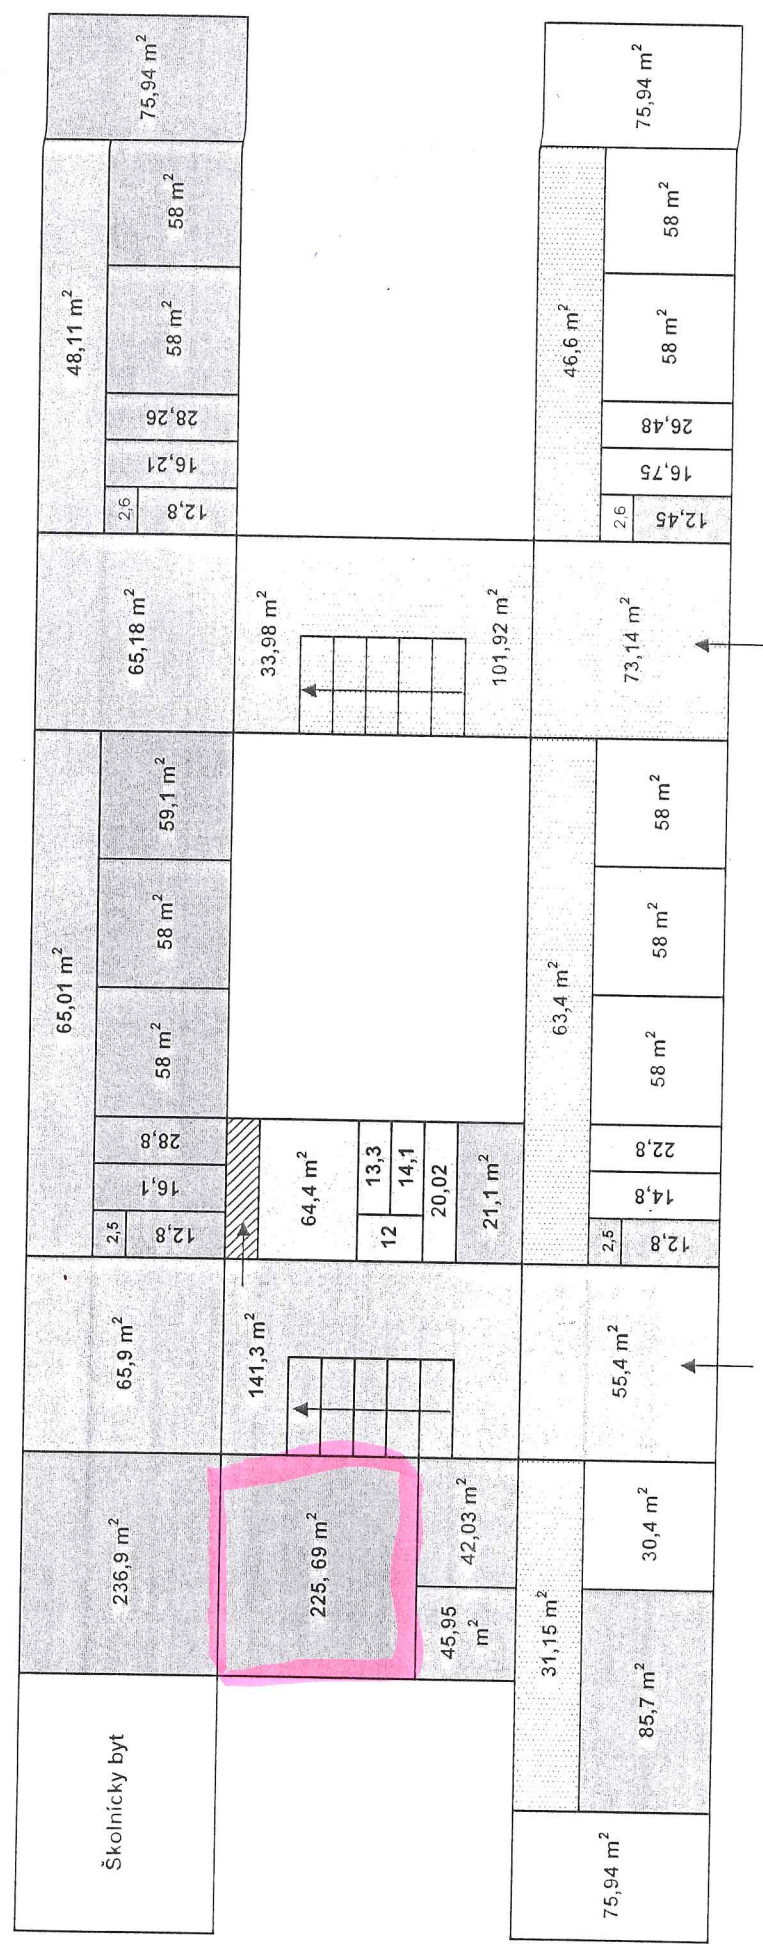 75,94 m²
48,11 m²
58 m²
58 m²
28,26
16,21
2,6
12,8
65,18 m²
65,01 m²
59,1 m²
58 m²
58 m²
28,8
16,1
2,5
12,8
65,9 m²
236,9 m²
Školnícky byt
33,98 m²
101,92 m²
64,4 m²
13,3
14,1
12
20,02
21,1 m²
141,3 m²
225, 69 m²
42,03 m²
45,95
m²
75,94 m²
46,6 m²
58 m²
58 m²
26,48
16,75
2,6
12,45
73,14 m²
63,4 m²
58 m²
58 m²
58 m²
22,8
14,8
2,5
12,8
55,4 m²
31,15 m²
30,4 m²
85,7 m²
75,94 m²